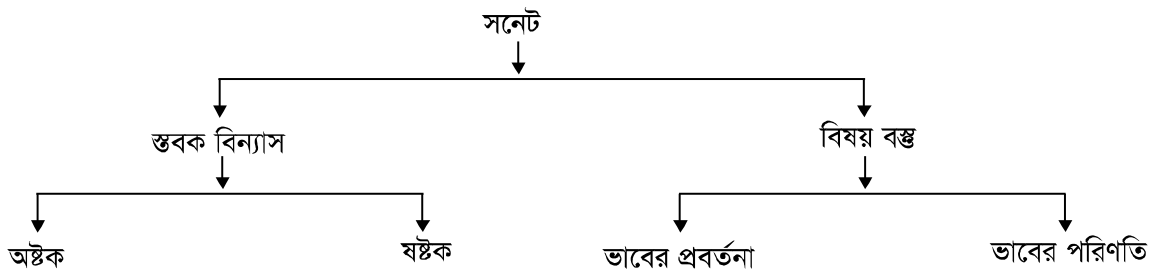 সনেট
স্তবক বিন্যাস
বিষয় বস্তু
অষ্টক
ষষ্টক
ভাবের প্রবর্তনা
ভাবের পরিণতি